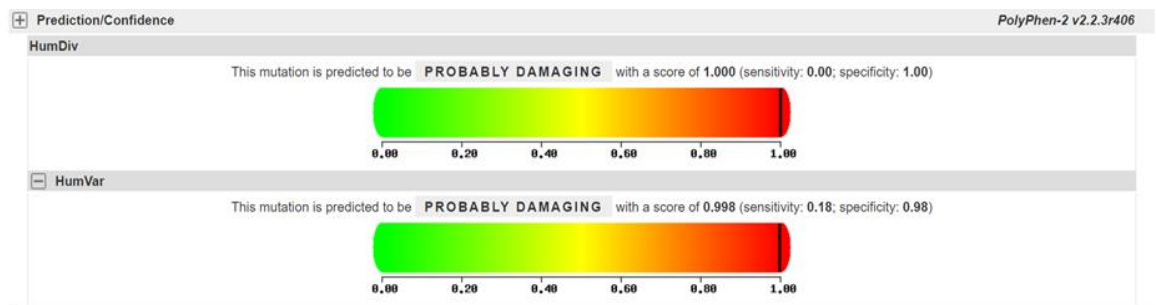 Prediction/Confidence PolyPhen-2 v2.2.3r406
HumDiv
This mutation is predicted to be PROBABLY DAMAGING with a score of 1.000 (sensitivity: 0.00; specificity: 1.00)
0.00 0.20 0.40 0.60 0.80 1.00
HumVar
This mutation is predicted to be PROBABLY DAMAGING with a score of 0.998 (sensitivity: 0.18; specificity: 0.98)
0.00 0.20 0.40 0.60 0.80 1.00